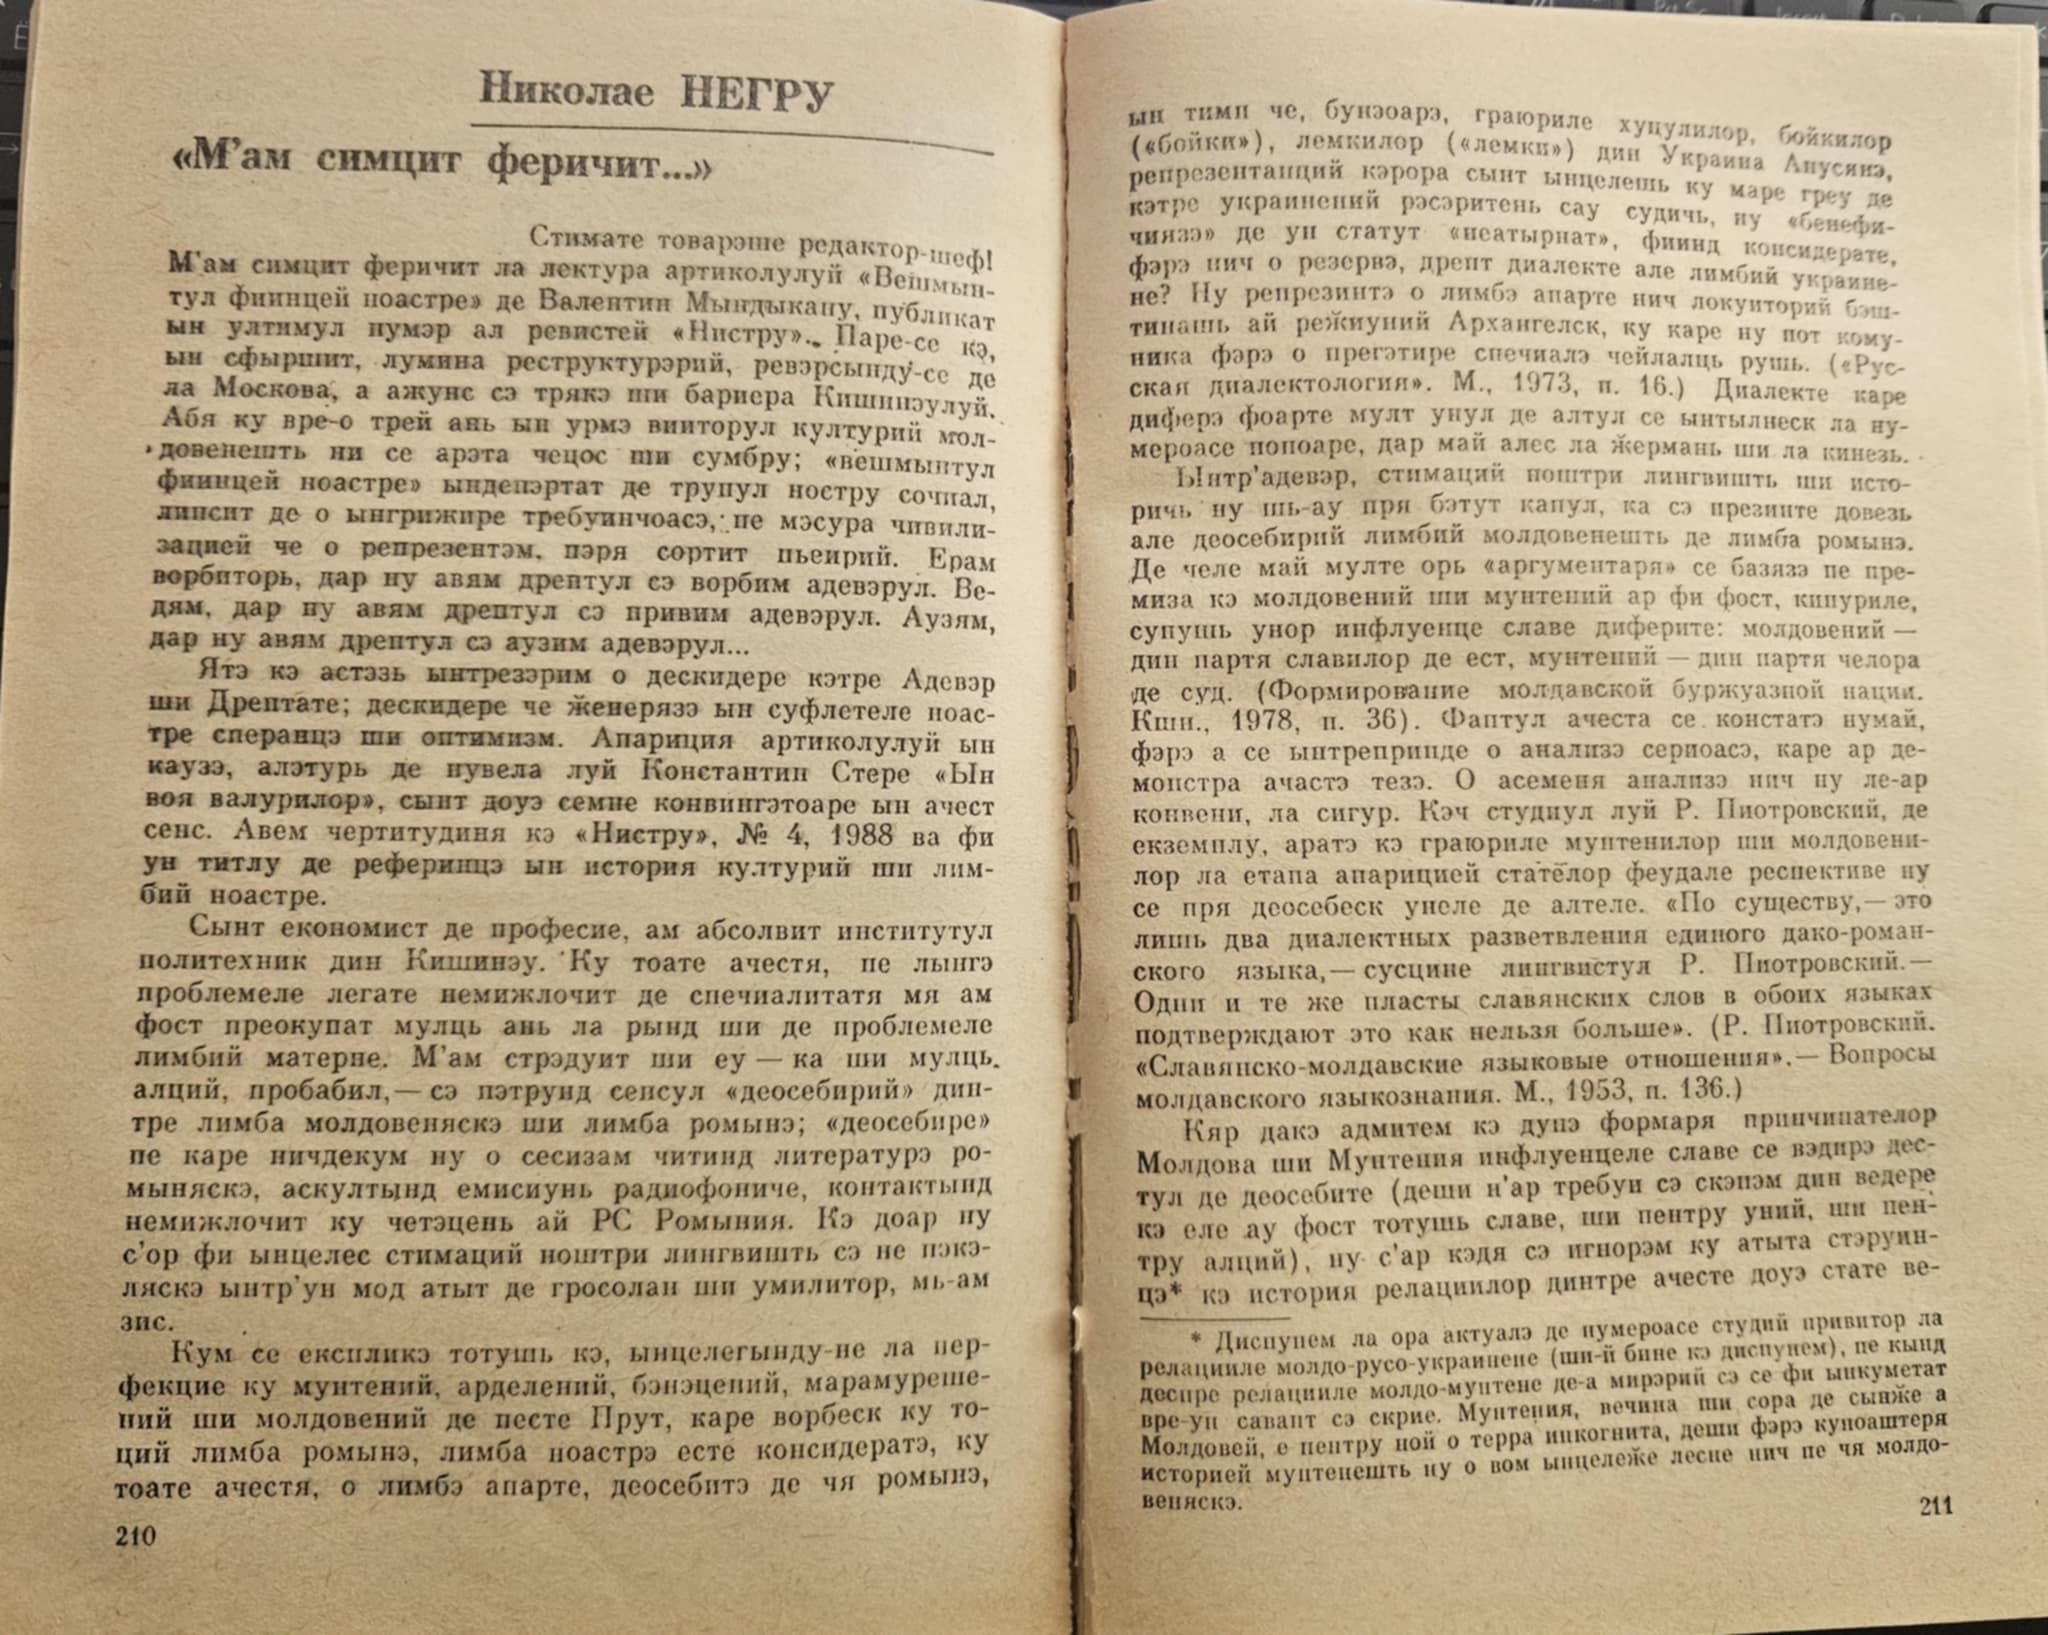 Николае НЕГРУ
«М'ам симцит феричит...»
Стимате товарэше редактор-шеф!
М'ам симцит феричит ла лектура артиколулуй «Вешмын-
тул фиинцей ноастре» де Валентин Мындыкану, публикат
ын ултимул нумэр ал ревистей «Нистру». Паре-се кэ,
ын сфыршит, лумина реструктурэрий, ревэрсынду-се де
ла Москова, а ажунс сэ трякэ ши бариера Кишинэулуй.
Абя ку вре-о трей ань ын урмэ вииторул културий мол-
довенешть ни се арэта чецос ши сумбру; «вешмынтул
фиинцей ноастре» ындепэртат де трупул ностру сочиал,
липсит де о ынгрижире требуинчоасэ, пе мэсура чивили-
зацией че о репрезентэм, пэря сортит пьеирий. Ерам
ворбиторь, дар ну авям дрептул сэ ворбим адевэрул. Ве-
дям, дар ну авям дрептул сэ привим адевэрул. Аузям,
дар ну авям дрептул сэ аузим адевэрул...
Ятэ кэ астэзь ынтрезэрим о дескидере кэтре Адевэр
ши Дрептате; дескидере че женерязэ ын суфлетеле ноас-
тре сперанцэ ши оптимизм. Апариция артиколулуй ын
каузэ, алэтурь де нувела луй Константин Стере «Ын
воя валурилор», сынт доуэ семне конвингэтоаре ын ачест
сенс. Авем чертитудиня кэ «Нистру», № 4, 1988 ва фи
ун титлу де референцэ ын история културий ши лим-
бий ноастре.
Сынт економист де професие, ам абсолвит институтул
политехник дин Кишинэу. Ку тоате ачестя, пе лынгэ
проблемеле легате немижлочит де спечиалитатя мя ам
фост преокупат мулць ань ла рынд ши де проблемеле
лимбий матерне. М'ам стрэдуит ши еу — ка ши мулць
алций, пробабил,— сэ пэтрунд сенсул «деосебирий» дин-
тре лимба молдовеняскэ ши лимба ромынэ; «деосебире»
пе каре ничдекум ну о сесизам читинд литературэ ро-
мыняскэ, аскултынд емисиунь радиофониче, контактынд
немижлочит ку четэцень ай РС Ромыния. Кэ доар ну
с'ор фи ынцелес стимаций ноштри лингвишть сэ не пэкэ-
ляскэ ынтр'ун мод атыт де гросолан ши умилитор, мь-ам
зис.
Кум се експликэ тотушь кэ, ынцелегынду-не ла пер-
фекцие ку мунтений, арделений, бэнэцений, марамуреше-
ний ши молдовений де песте Прут, каре ворбеск ку то-
ций лимба ромынэ, лимба ноастрэ есте консидератэ, ку
тоате ачестя, о лимбэ апарте, деосебитэ де чя ромынэ,
210
ын тимп че, бунэоарэ, граюриле хуцулилор, бойкилор
(«бойки»), лемкилор («лемки») дин Украина Апусянэ,
репрезентанций кэрора сынт ынцелешь ку маре греу де
кэтре украинений рэсэритень сау судичь, ну «бенефи-
чиязэ» де ун статут «неатырнат», фиинд консидерате,
фэрэ нич о резервэ, дрепт диалекте але лимбий украине-
не? Ну репрезинтэ о лимбэ апарте нич локуиторий бэш-
тинашь ай режиуний Архангелск, ку каре ну пот кому-
ника фэрэ о прегэтире спечиалэ чейлалць рушь. («Рус-
ская диалектология». М., 1973, п. 16.) Диалекте каре
диферэ фоарте мулт унул де алтул се ынтылнеск ла ну-
мероасе попоаре, дар май алес ла жермань ши ла кинезь.
Ынтр'адевэр, стимаций ноштри лингвишть ши исто-
ричь ну шь-ау пря бэтут капул, ка сэ презинте довезь
але деосебирий лимбий молдовенешть де лимба ромынэ.
Де челе май мулте орь «аргументаря» се базязэ пе пре-
миза кэ молдовений ши мунтений ар фи фост, кипуриле,
супушь унор инфлуенце славе диферите: молдовений —
дин партя славилор де ест, мунтений — дин партя челора
де суд. (Формирование молдавской буржуазной нации.
Кши., 1978, п. 36). Фаптул ачеста се констатэ нумай,
фэрэ а се ынтреприндe о анализэ сериоасэ, каре ар де-
монстра ачастэ тезэ. О асеменя анализэ нич ну ле-ар
конвени, ла сигур. Кэч студиул луй Р. Пиотровский, де
екземплу, аратэ кэ граюриле мунтенилор ши молдовени-
лор ла етапа апарицией стателор феудале респективе ну
се пря деосебеск унеле де алтеле. «По существу,— это
лишь два диалектных разветвления единого дако-роман-
ского языка,— сусцине лингвистул Р. Пиотровский.—
Одни и те же пласты славянских слов в обоих языках
подтверждают это как нельзя больше». (Р. Пиотровский.
«Славянско-молдавские языковые отношения».— Вопросы
молдавского языкознания. М., 1953, п. 136.)
Кяр дакэ адмитем кэ дупэ формаря принчипателор
Молдова ши Мунтения инфлуенцеле славе се вэдирэ дес-
тул де деосебите (деши н'ар требуи сэ скэпэм дин ведере
кэ еле ау фост тотушь славе, ши пентру уний, ши пен-
тру алций), ну с'ар кэдя сэ игнорэм ку атыта стэруин-
цэ* кэ история релациилор динтре ачесте доуэ стате ве-
* Диспунем ла ора актуалэ де нумероасе студий привитор ла
релацииле молдо-русо-украинене (ши-й бине кэ диспунем), пе кынд
деспре релацииле молдо-мунтене де-а мирэрий сэ се фи ынкуметат
вре-ун савант сэ скрие. Мунтения, вечина ши сора де сынже а
Молдовей, е пентру ной о терра инкогнита, деши фэрэ куноаштеря
историей мунтенешть ну о вом ынцележе лесне нич пе чя молдо-
веняскэ.
211